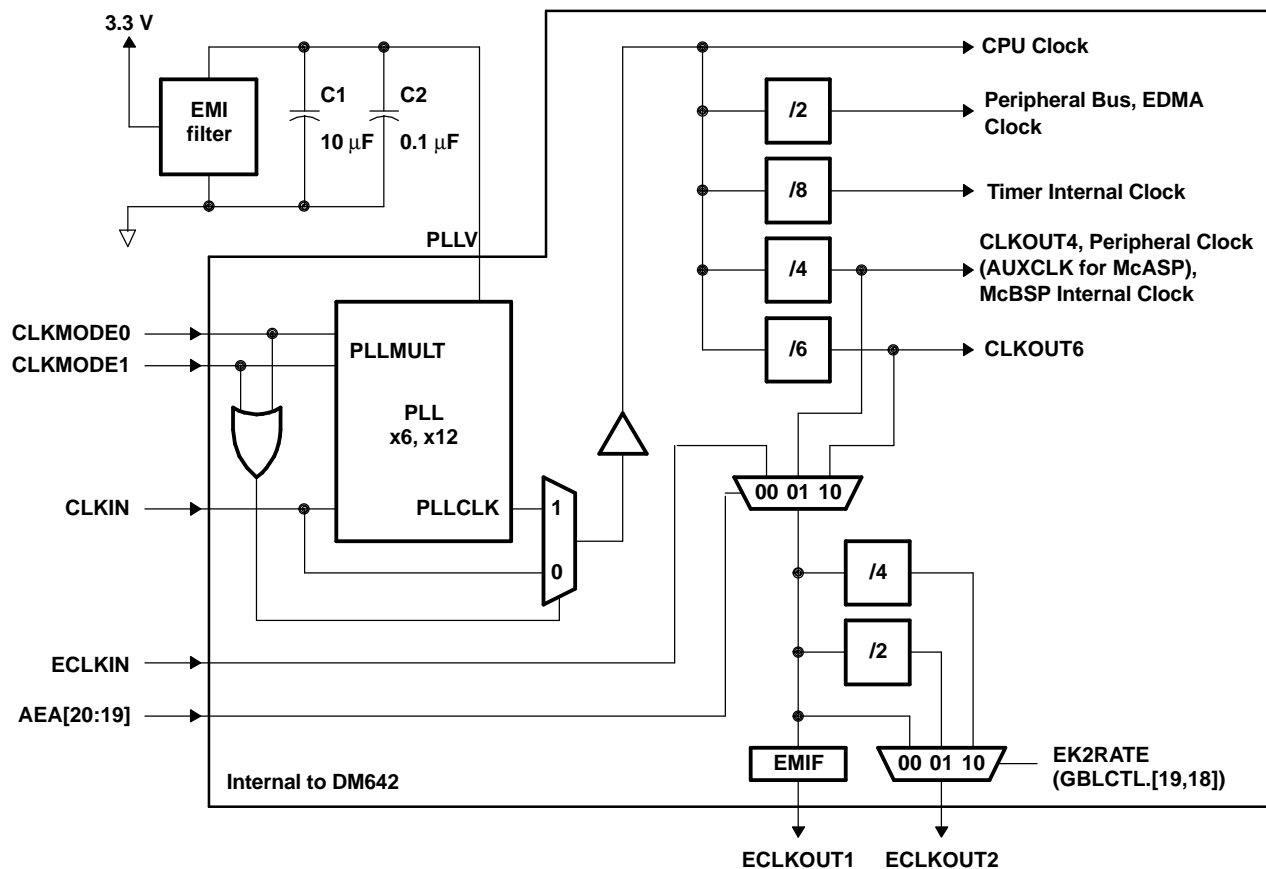 3.3 V
EMI
filter
C1
10 μF
C2
0.1 μF
CPU Clock
/2
Peripheral Bus, EDMA
Clock
/8
Timer Internal Clock
/4
CLKOUT4, Peripheral Clock
(AUXCLK for McASP),
McBSP Internal Clock
/6
CLKOUT6
PLLV
CLKMODE0
CLKMODE1
PLLMULT
PLL
x6, x12
CLKIN
PLLCLK
1
0
00 01 10
/4
/2
ECLKIN
AEA[20:19]
EMIF
00 01 10
EK2RATE
(GBLCTL.[19,18])
Internal to DM642
ECLKOUT1
ECLKOUT2